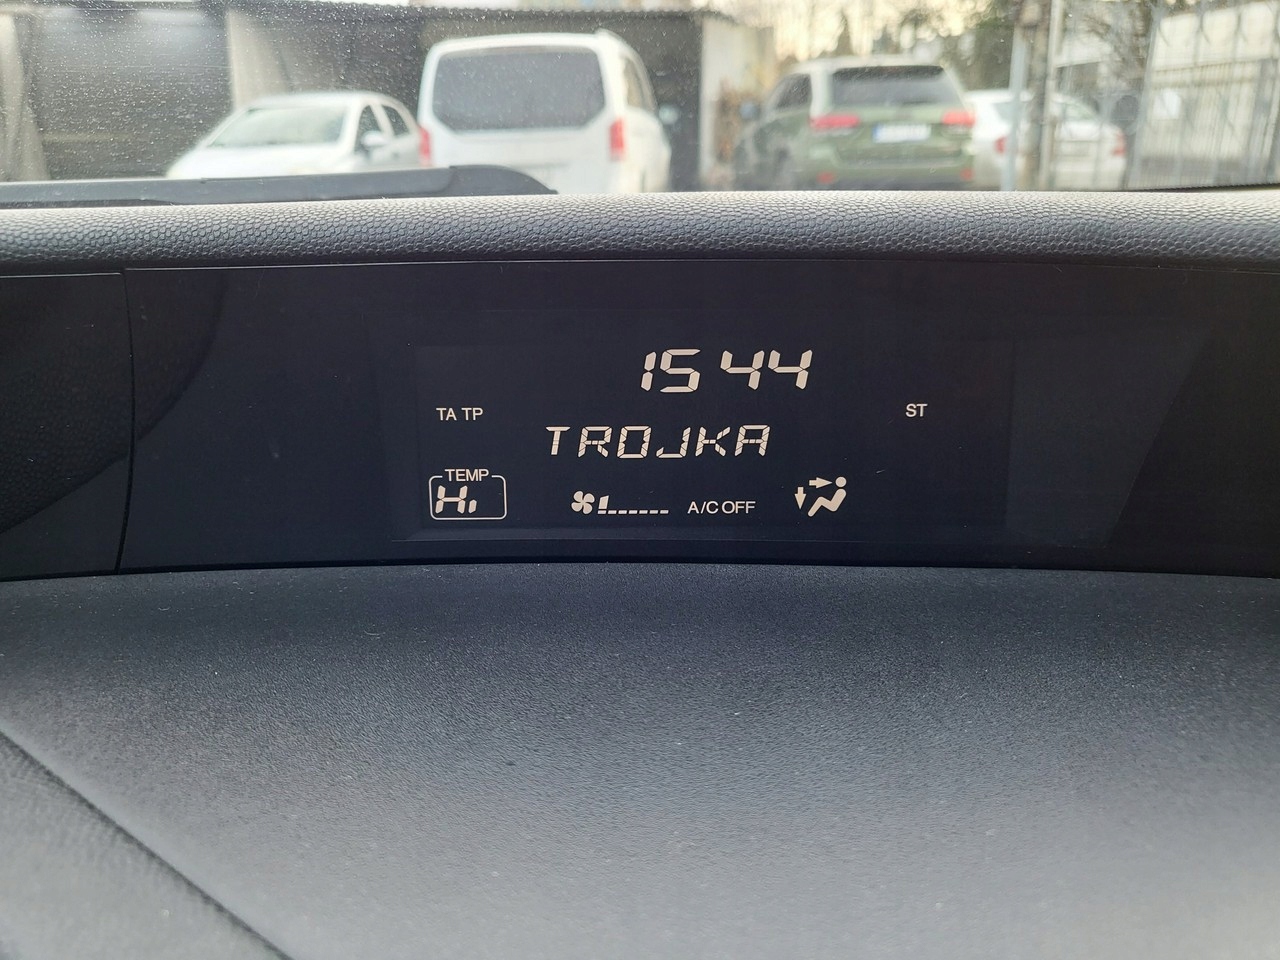 15 44
TA TP
ST
TROJKA
TEMP
Hi
A/C OFF